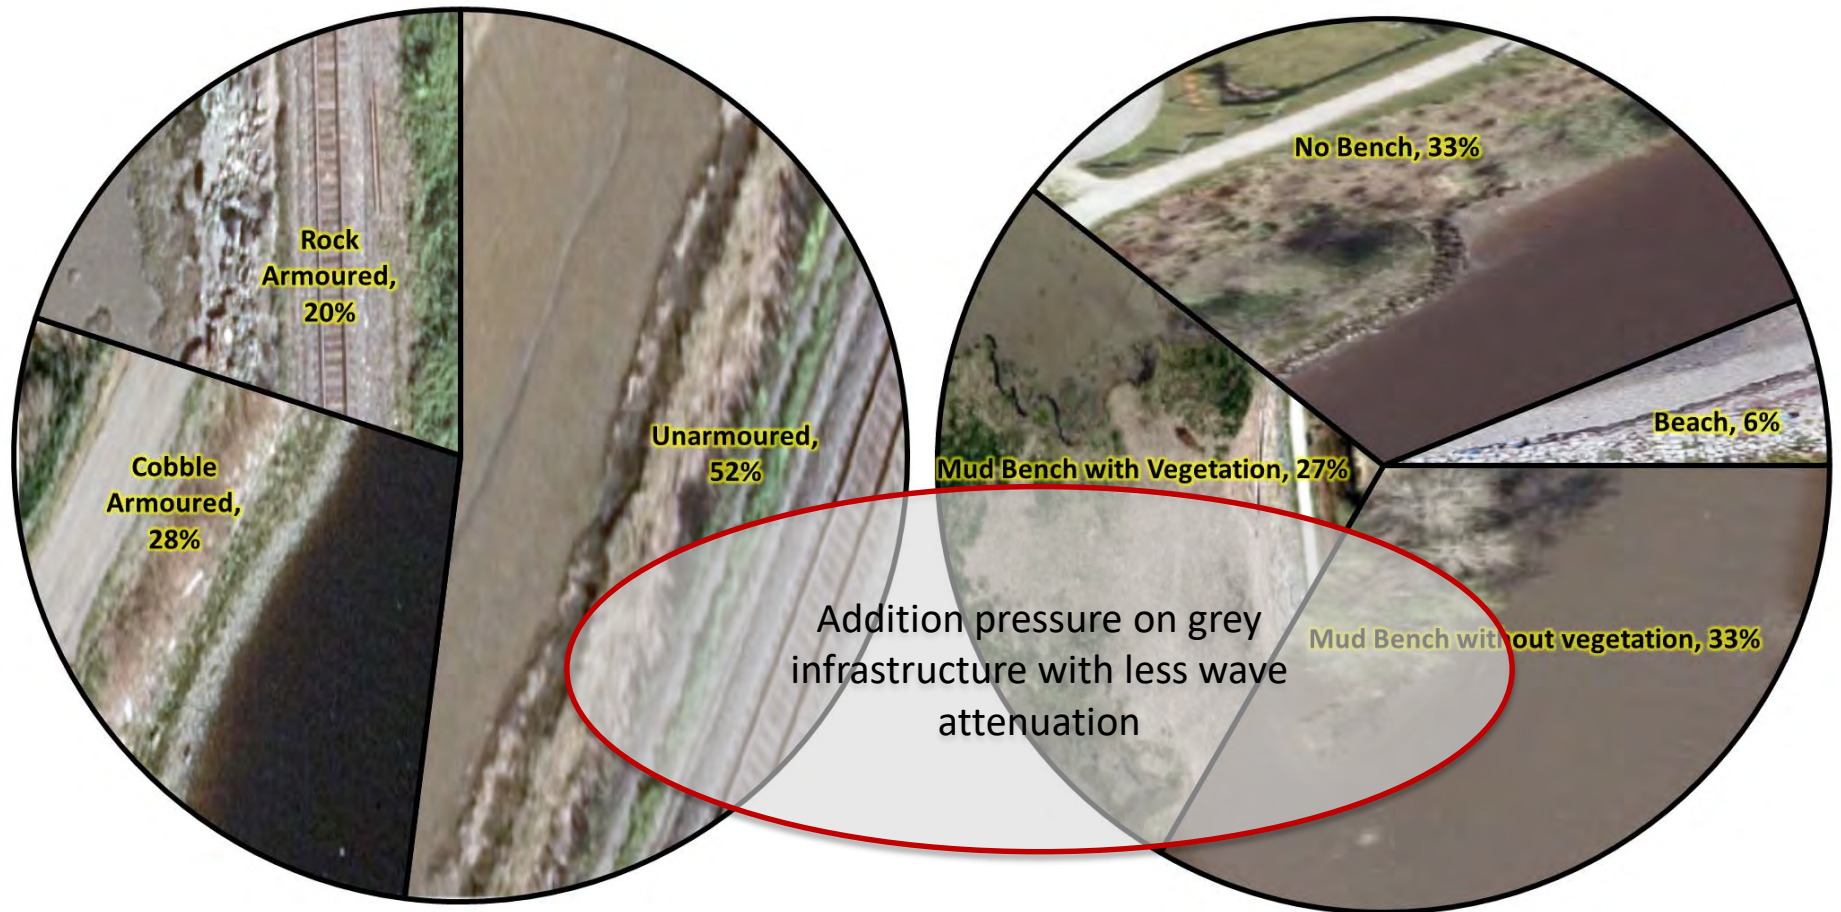 Rock
Armoured,
20%
Cobble
Armoured,
28%
Unarmoured,
52%
No Bench, 33%
Beach, 6%
Mud Bench with Vegetation, 27%
Mud Bench without vegetation, 33%
Addition pressure on grey
infrastructure with less wave
attenuation